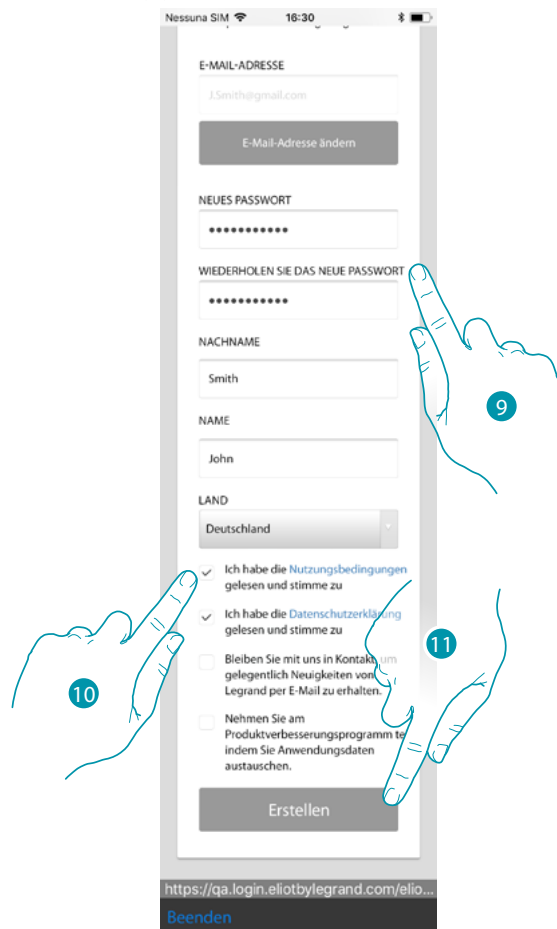 Nessuna SIM 16:30
E-MAIL-ADRESSE
J.Smith@gmail.com
E-Mail-Adresse ändern
NEUES PASSWORT
•••••••••••
WIEDERHOLEN SIE DAS NEUE PASSWORT
•••••••••••
9
NACHNAME
Smith
NAME
John
LAND
Deutschland
Ich habe die Nutzungsbedingungen
gelesen und stimme zu
Ich habe die Datenschutzerklärung
gelesen und stimme zu
10
11
Bleiben Sie mit uns in Kontakt, um
gelegentlich Neuigkeiten von
Legrand per E-Mail zu erhalten.
Nehmen Sie am
Produktverbesserungsprogramm te
indem Sie Anwendungsdaten
austauschen.
Erstellen
https://qa.login.eliotbylegrand.com/elio...
Beenden